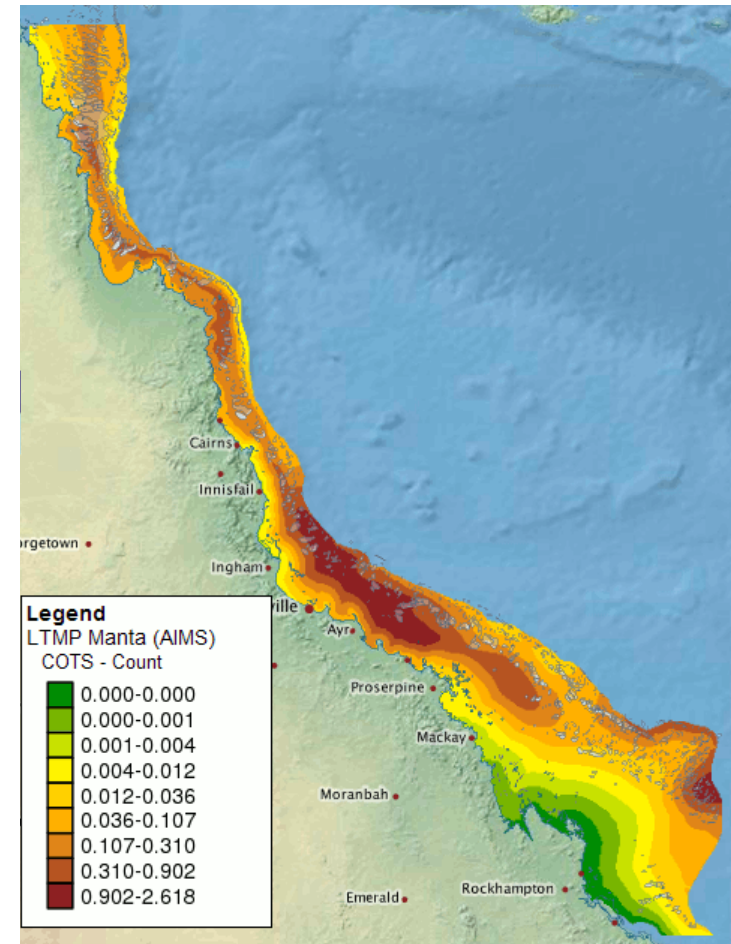 Cairns
Innisfail
orgetown
Ingham
ville
Ayr
Proserpine
Mackay
Moranbah
Rockhampton
Emerald
Legend
LTMP Manta (AIMS)
COTS - Count
0.000-0.000
0.000-0.001
0.001-0.004
0.004-0.012
0.012-0.036
0.036-0.107
0.107-0.310
0.310-0.902
0.902-2.618